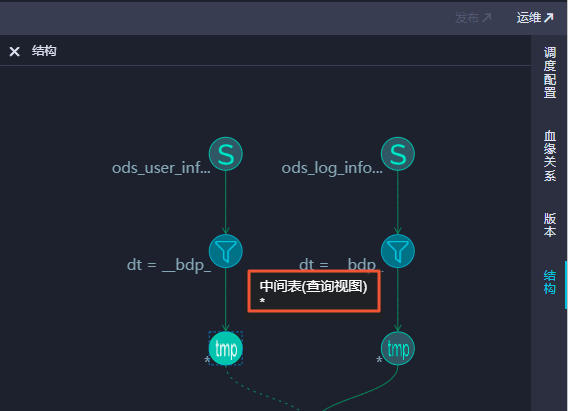 发布 运维
结构
S S
ods_user_inf... ods_log_info...
dt = __bdp_ dt = __bdp_
中间表(查询视图)
*
tmp tmp
* *
调度配置
血缘关系
版本
结构